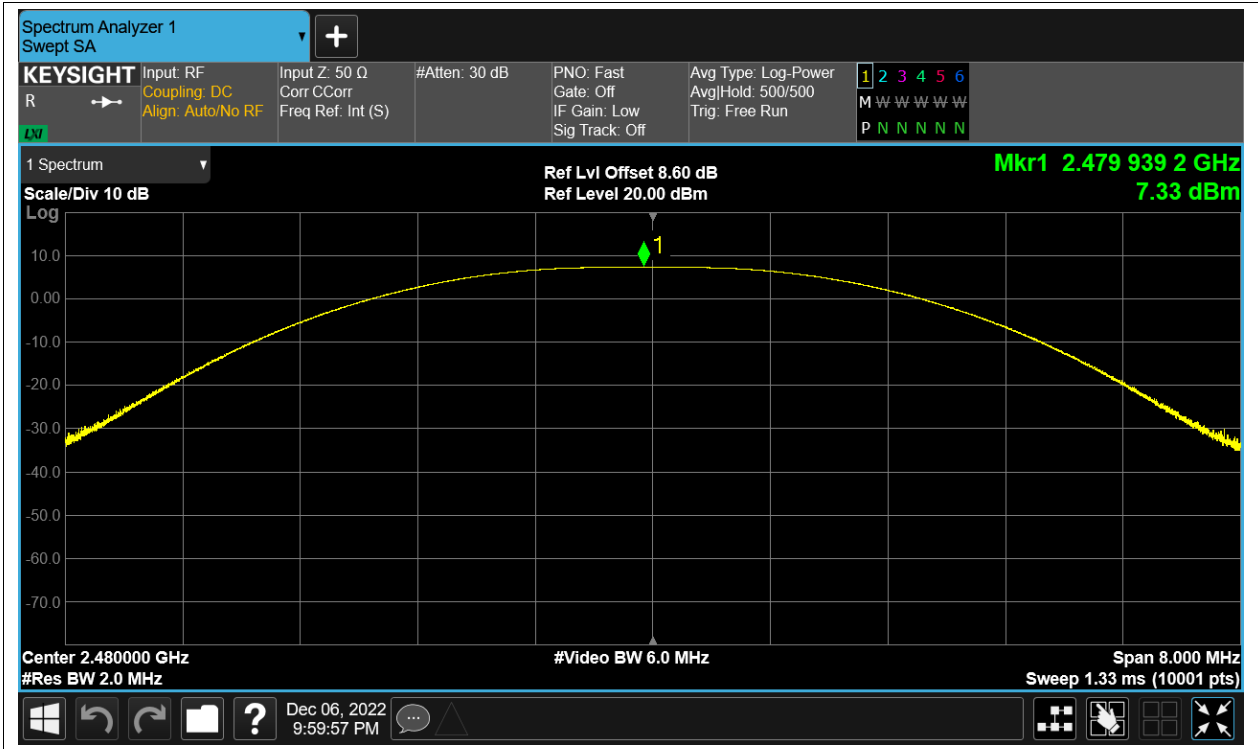 Spectrum Analyzer 1
Swept SA
KEYSIGHT
R
LXI
Input: RF
Coupling: DC
Align: Auto/No RF
Input Z: 50 Ω
Corr CCorr
Freq Ref: Int (S)
#Atten: 30 dB
PNO: Fast
Gate: Off
IF Gain: Low
Sig Track: Off
Avg Type: Log-Power
Avg|Hold: 500/500
Trig: Free Run
1 2 3 4 5 6
M W W W W W
P N N N N N
1 Spectrum
Scale/Div 10 dB
Ref Lvl Offset 8.60 dB
Ref Level 20.00 dBm
Mkr1 2.479 939 2 GHz
7.33 dBm
Log
1
10.0
0.00
-10.0
-20.0
-30.0
-40.0
-50.0
-60.0
-70.0
Center 2.480000 GHz
#Video BW 6.0 MHz
Span 8.000 MHz
#Res BW 2.0 MHz
Sweep 1.33 ms (10001 pts)
?
Dec 06, 2022
9:59:57 PM